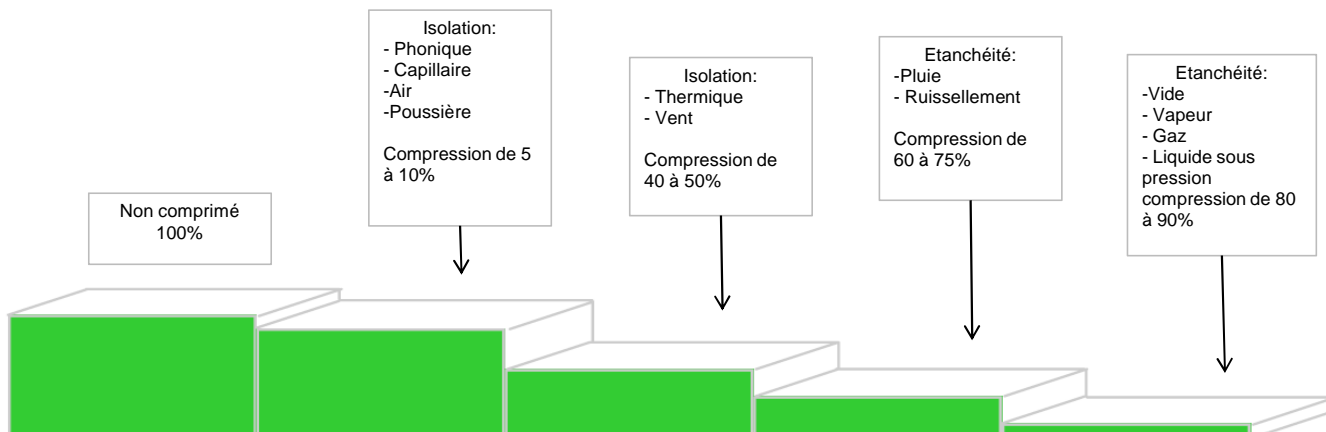 Non comprimé
100%
Isolation:
- Phonique
- Capillaire
-Air
-Poussière
Compression de 5
à 10%
Isolation:
- Thermique
- Vent
Compression de
40 à 50%
Etanchéité:
-Pluie
- Ruissellement
Compression de
60 à 75%
Etanchéité:
-Vide
- Vapeur
- Gaz
- Liquide sous
pression
compression de 80
à 90%